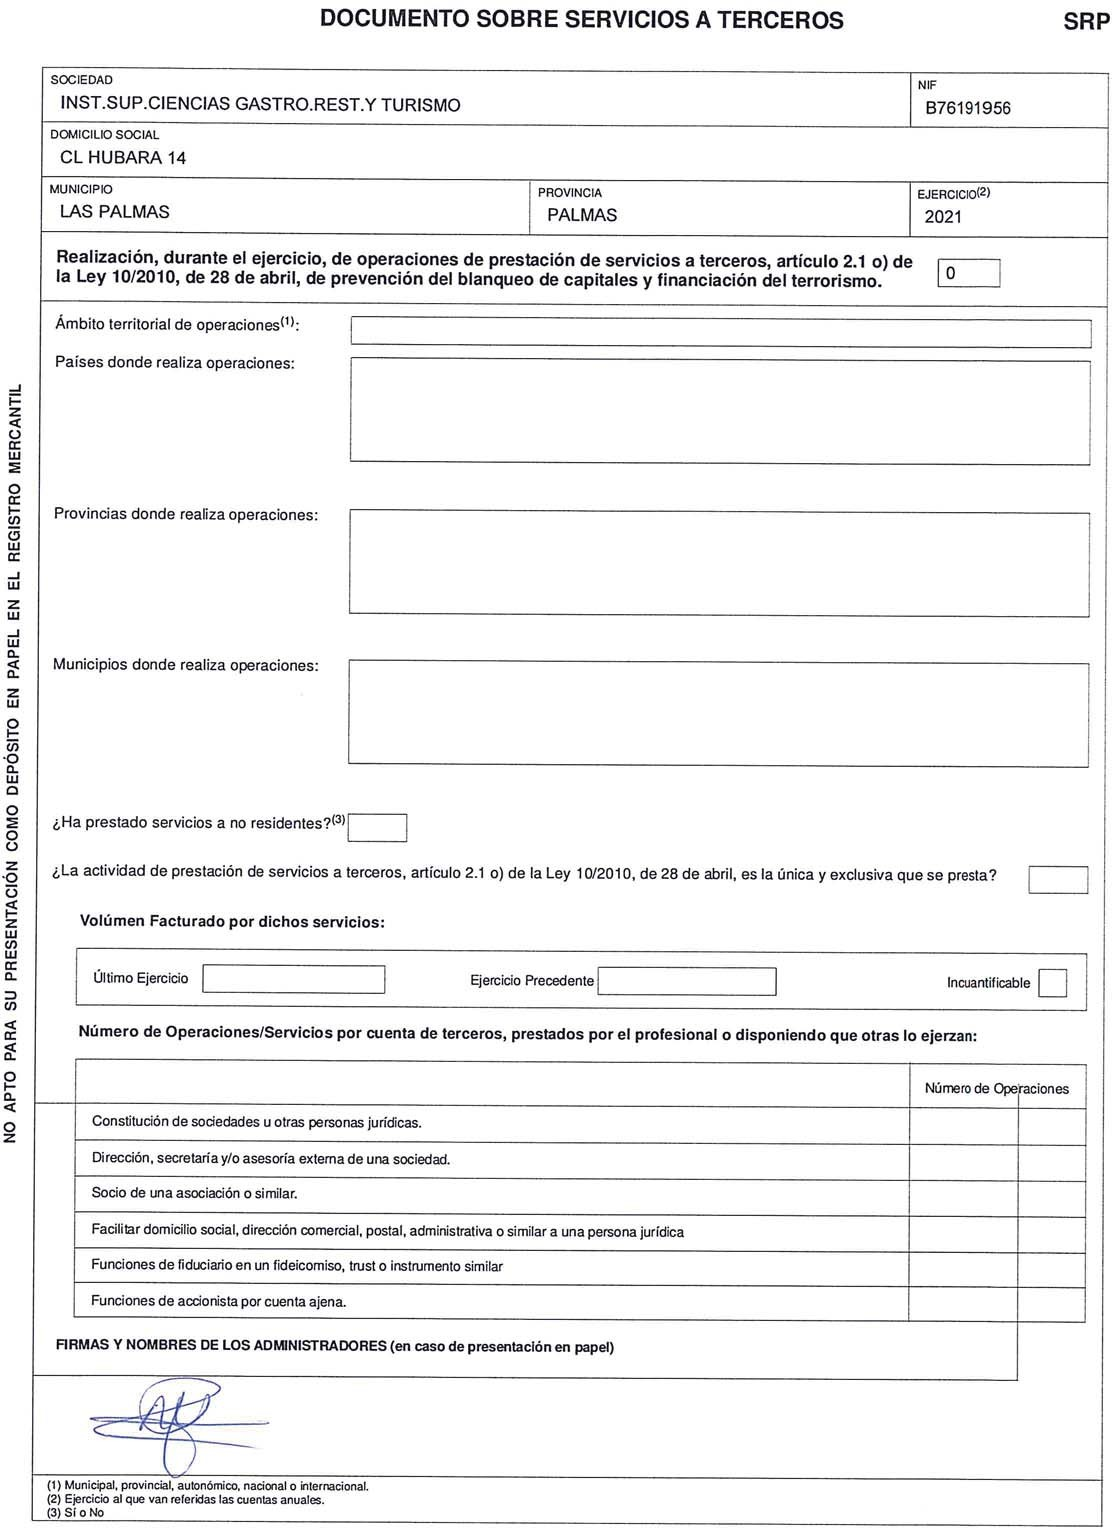 DOCUMENTO SOBRE SERVICIOS A TERCEROS SRP
SOCIEDAD
INST.SUP.CIENCIAS GASTRO.REST.Y TURISMO
NIF
B76191956
DOMICILIO SOCIAL
CL HUBARA 14
MUNICIPIO
LAS PALMAS
PROVINCIA
PALMAS
EJERCICIO(2)
2021
Realización, durante el ejercicio, de operaciones de prestación de servicios a terceros, artículo 2.1 o) de
la Ley 10/2010, de 28 de abril, de prevención del blanqueo de capitales y financiación del terrorismo.
0
Ámbito territorial de operaciones(1):
Países donde realiza operaciones:
Provincias donde realiza operaciones:
Municipios donde realiza operaciones:
¿Ha prestado servicios a no residentes?(3)
¿La actividad de prestación de servicios a terceros, artículo 2.1 o) de la Ley 10/2010, de 28 de abril, es la única y exclusiva que se presta?
Volúmen Facturado por dichos servicios:
Último Ejercicio
Ejercicio Precedente
Incuantificable
Número de Operaciones/Servicios por cuenta de terceros, prestados por el profesional o disponiendo que otras lo ejerzan:
Número de Operaciones
Constitución de sociedades u otras personas jurídicas.
Dirección, secretaría y/o asesoría externa de una sociedad.
Socio de una asociación o similar.
Facilitar domicilio social, dirección comercial, postal, administrativa o similar a una persona jurídica
Funciones de fiduciario en un fideicomiso, trust o instrumento similar
Funciones de accionista por cuenta ajena.
FIRMAS Y NOMBRES DE LOS ADMINISTRADORES (en caso de presentación en papel)
(1) Municipal, provincial, autonómico, nacional o internacional.
(2) Ejercicio al que van referidas las cuentas anuales.
(3) Sí o No
NO APTO PARA SU PRESENTACIÓN COMO DEPÓSITO EN PAPEL EN EL REGISTRO MERCANTIL